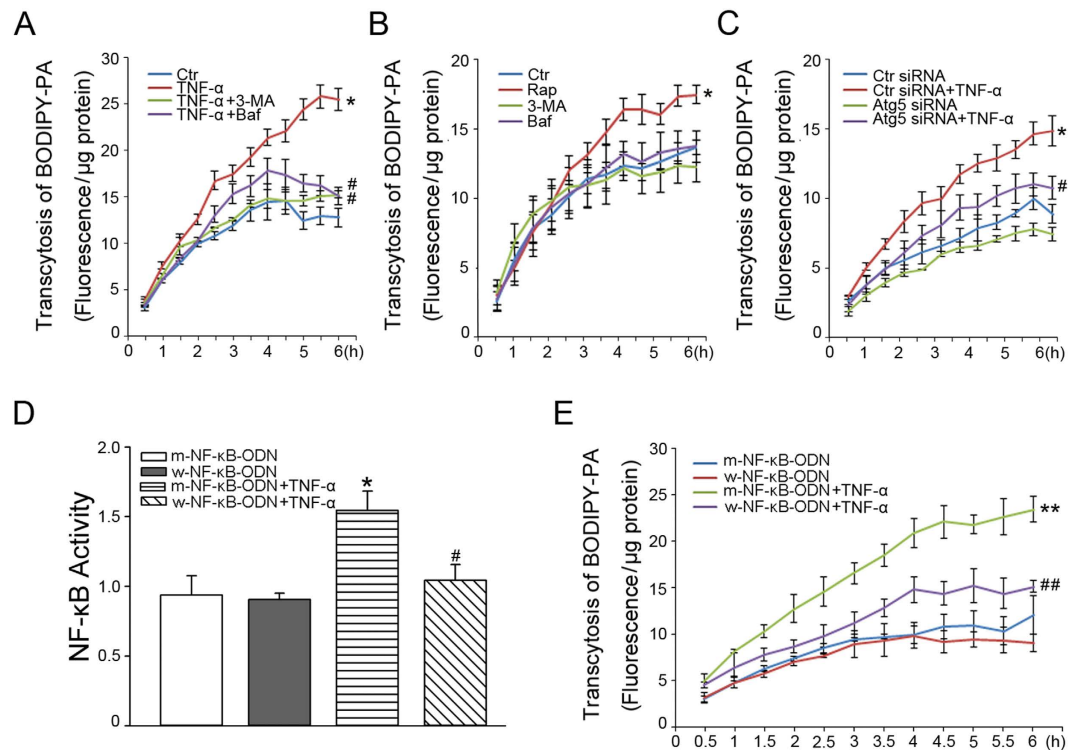 A
Transcytosis of BODIPY-PA
(Fluorescence/μg protein)
30
25
20
15
10
5
0
Ctr
TNF-α
TNF-α+3-MA
TNF-α+Baf
*
#
#
0 1 2 3 4 5 6(h)
B
Transcytosis of BODIPY-PA
(Fluorescence/μg protein)
20
15
10
5
0
Ctr
Rap
3-MA
Baf
*
0 1 2 3 4 5 6(h)
C
Transcytosis of BODIPY-PA
(Fluorescence/μg protein)
20
15
10
5
0
Ctr siRNA
Ctr siRNA+TNF-α
Atg5 siRNA
Atg5 siRNA+TNF-α
*
#
0 1 2 3 4 5 6(h)
D
NF-κB Activity
2.0
1.5
1.0
0.5
0
m-NF-κB-ODN
w-NF-κB-ODN
m-NF-κB-ODN+TNF-α
w-NF-κB-ODN+TNF-α
*
#
E
Transcytosis of BODIPY-PA
(Fluorescence/μg protein)
30
25
20
15
10
5
0
m-NF-κB-ODN
w-NF-κB-ODN
m-NF-κB-ODN+TNF-α
w-NF-κB-ODN+TNF-α
**
##
0 0.5 1 1.5 2 2.5 3 3.5 4 4.5 5 5.5 6 (h)